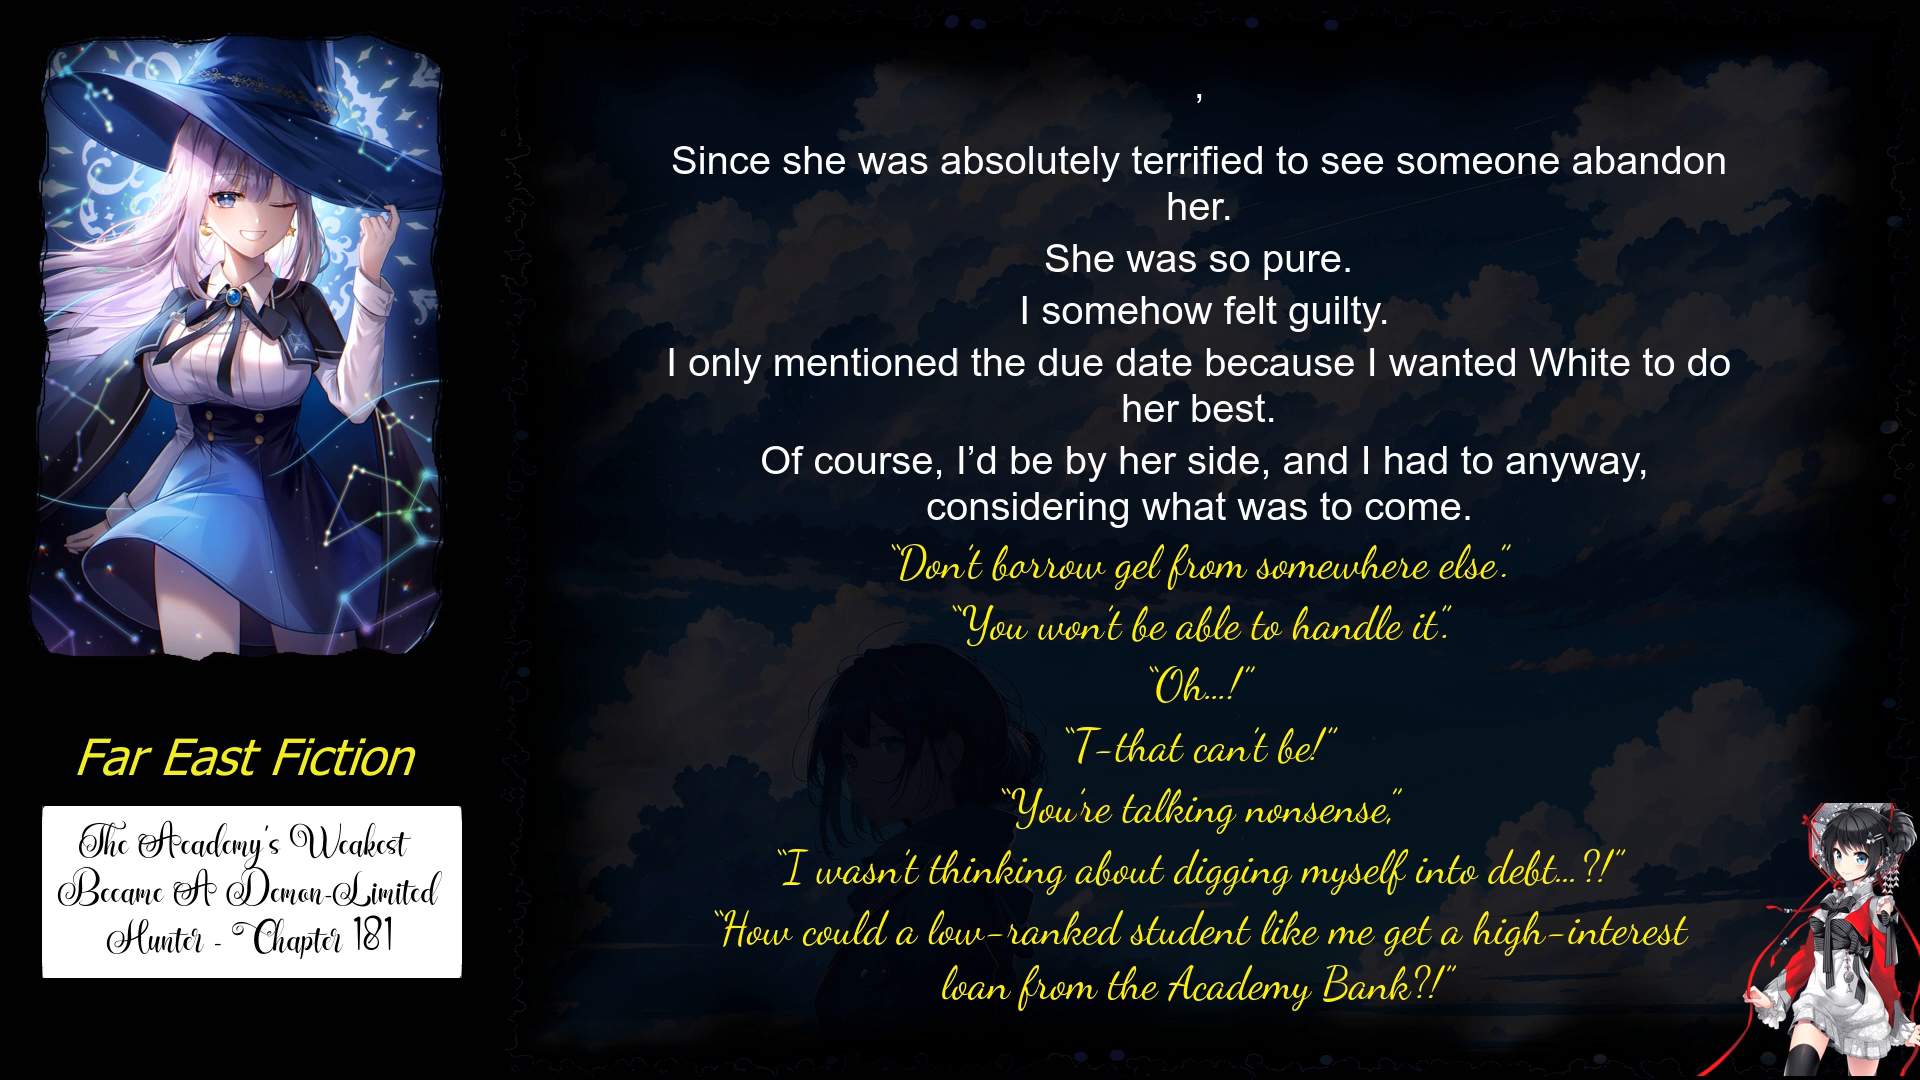 ,
Since she was absolutely terrified to see someone abandon
her.
She was so pure.
I somehow felt guilty.
I only mentioned the due date because I wanted White to do
her best.
Of course, I’d be by her side, and I had to anyway,
considering what was to come.
“Don’t borrow gel from somewhere else”.
“You won’t be able to handle it”.
“Oh…!”
“T-that can’t be!”
“You’re talking nonsense,”
“I wasn’t thinking about digging myself into debt…?!”
“How could a low-ranked student like me get a high-interest
loan from the Academy Bank?!”
Far East Fiction
The Academy's Weakest
Became A Demon-Limited
Hunter - Chapter 181